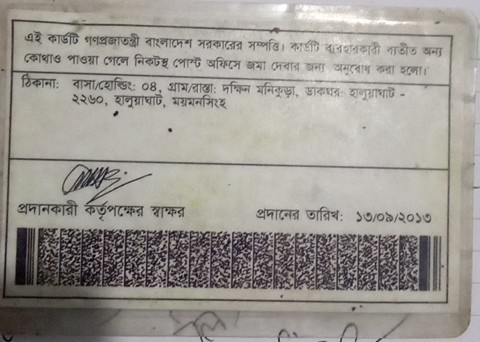 এই কার্ডটি গণপ্রজাতন্ত্রী বাংলাদেশ সরকারের সম্পত্তি। কার্ডটি ব্যবহারকারী ব্যতীত অন্য
কোথাও পাওয়া গেলে নিকটস্থ পোস্ট অফিসে জমা দেবার জন্য অনুরোধ করা হলো।
ঠিকানা: বাসা/হোল্ডিং: ০৪, গ্রাম/রাস্তা: দক্ষিন মনিকুড়া, ডাকঘর: হালুয়াঘাট -
২২৬০, হালুয়াঘাট, ময়মনসিংহ
প্রদানকারী কর্তৃপক্ষের স্বাক্ষর প্রদানের তারিখ: ১৩/০৯/২০১৩